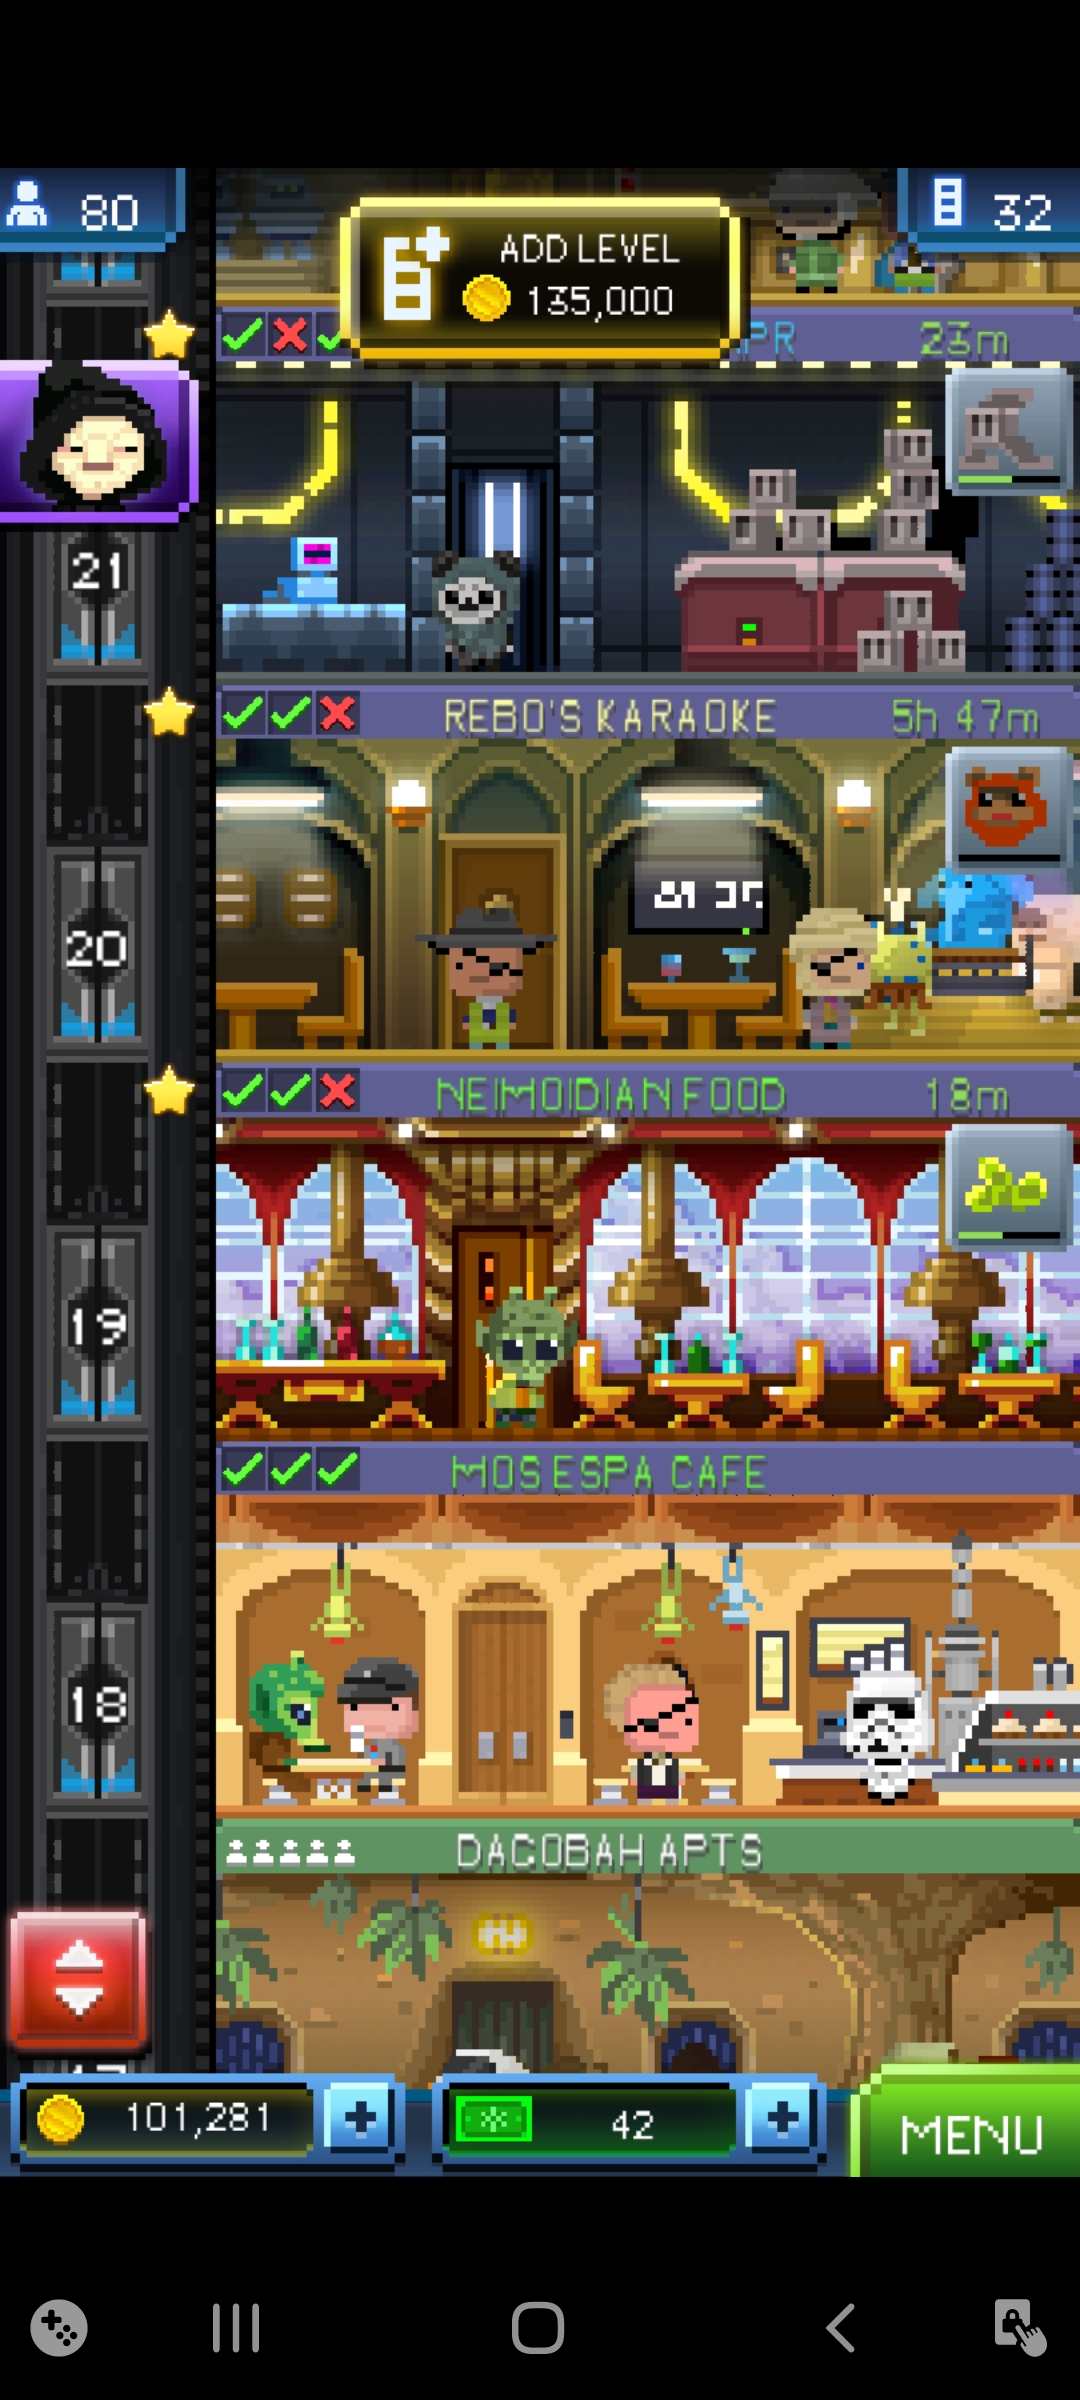 80
ADD LEVEL
135,000
32
23m
21
REBO'S KARAOKE
5h 47m
20
NEIMOIDIAN FOOD
18m
19
MOS ESPA CAFE
18
DAGOBAH APTS
101,281
42
MENU